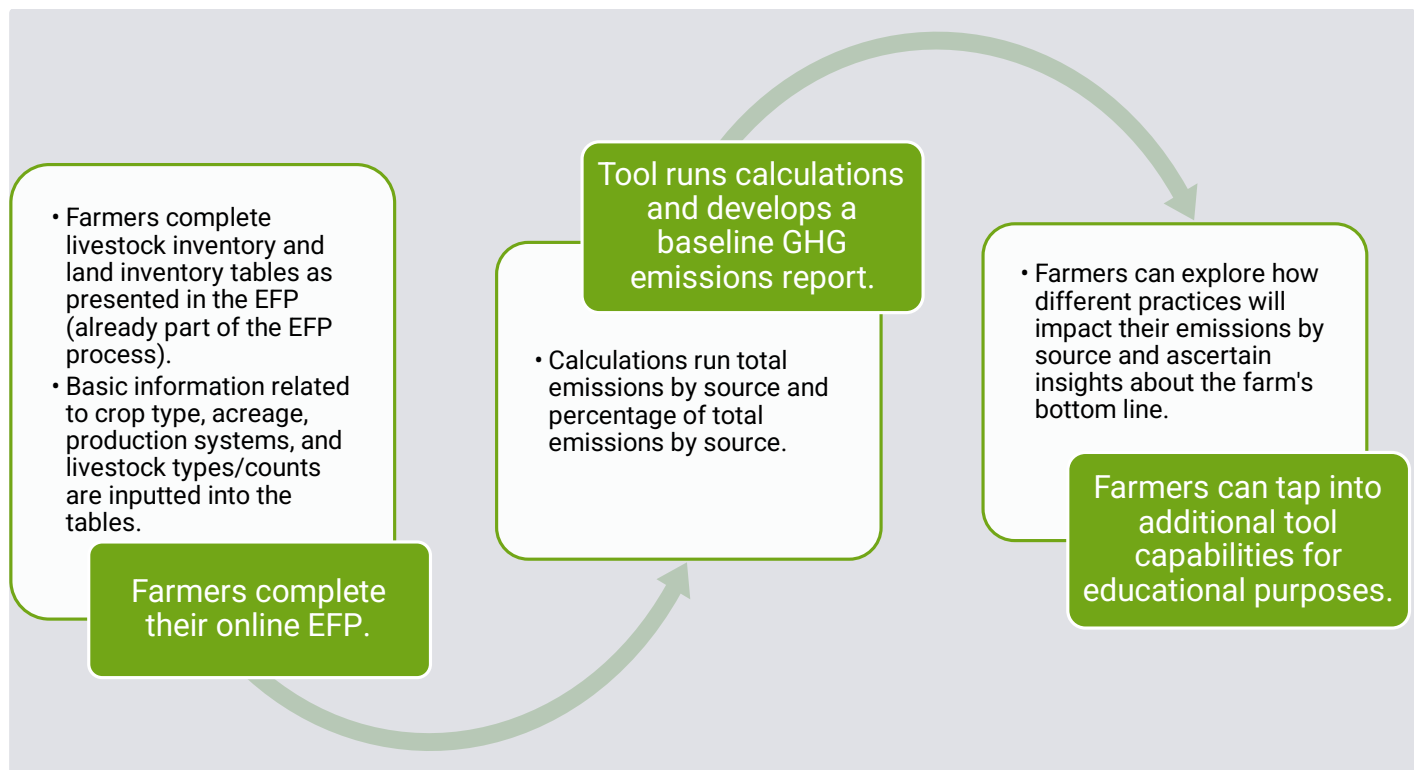 • Farmers complete
livestock inventory and
land inventory tables as
presented in the EFP
(already part of the EFP
process).
• Basic information related
to crop type, acreage,
production systems, and
livestock types/counts
are inputted into the
tables.
Farmers complete
their online EFP.
Tool runs calculations
and develops a
baseline GHG
emissions report.
• Calculations run total
emissions by source and
percentage of total
emissions by source.
• Farmers can explore how
different practices will
impact their emissions by
source and ascertain
insights about the farm's
bottom line.
Farmers can tap into
additional tool
capabilities for
educational purposes.